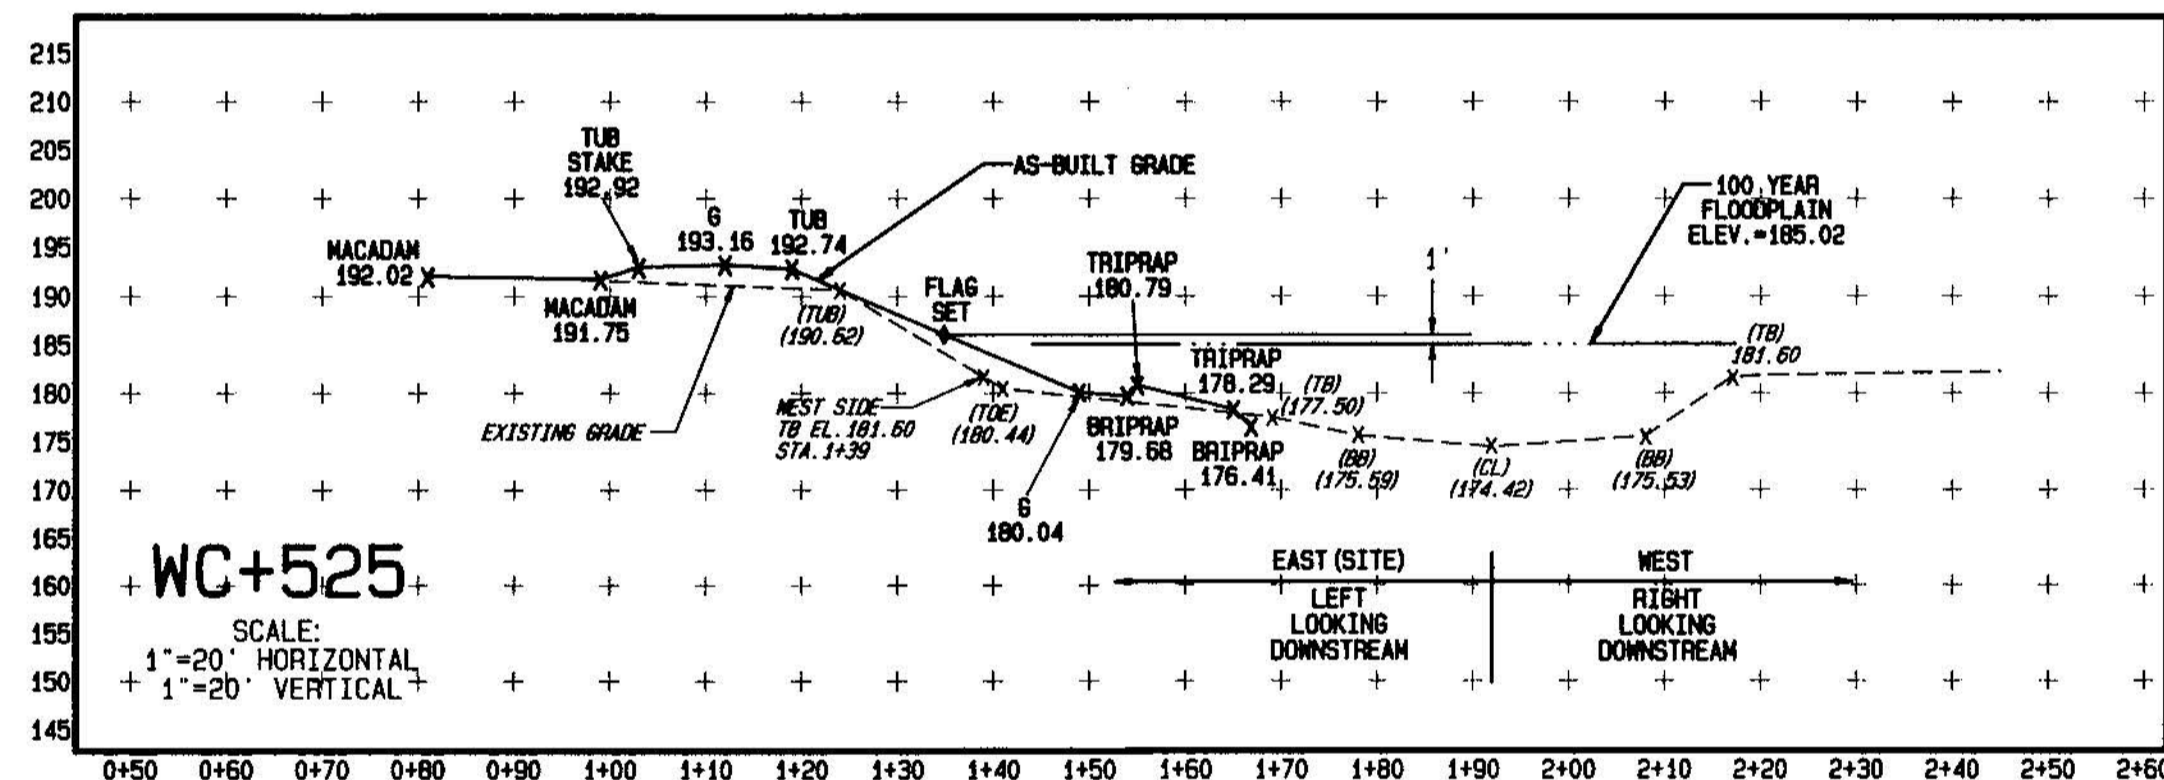 215
210
205
200
195
190
185
180
175
170
165
160
155
150
145
TUB
STAKE
192.92
G
193.16
TUB
192.74
AS-BUILT GRADE
100 YEAR
FLOODPLAIN
ELEV.=185.02
MACADAM
192.02
MACADAM
191.75
(TUB)
(190.62)
FLAG
SET
TRIPRAP
180.79
1'
TRIPRAP
178.29
(TB)
181.60
(TB)
(177.50)
EXISTING GRADE
WEST SIDE
TB EL.181.60
STA.1+39
(TOE)
(180.44)
BRIPRAP
179.68
BRIPRAP
176.41
(BB)
(175.59)
(CL)
(174.42)
(BB)
(175.53)
G
180.04
WC+525
SCALE:
1"=20' HORIZONTAL
1"=20' VERTICAL
EAST (SITE)
WEST
LEFT
LOOKING
DOWNSTREAM
RIGHT
LOOKING
DOWNSTREAM
0+50 0+60 0+70 0+80 0+90 1+00 1+10 1+20 1+30 1+40 1+50 1+60 1+70 1+80 1+90 2+00 2+10 2+20 2+30 2+40 2+50 2+60